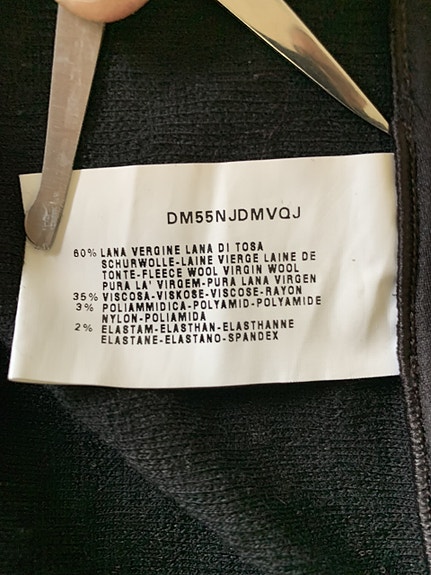 DM55NJDMVQJ
60% LANA VERGINE LANA DI TOSA
SCHURWOLLE-LAINE VIERGE LAINE DE
TONTE-FLEECE WOOL VIRGIN WOOL
PURA LA' VIRGEM-PURA LANA VIRGEN
35% VISCOSA-VISKOSE-VISCOSE-RAYON
3% POLIAMMIDICA-POLYAMID-POLYAMIDE
NYLON-POLIAMIDA
2% ELASTAM-ELASTHAN-ELASTHANNE
ELASTANE-ELASTANO-SPANDEX